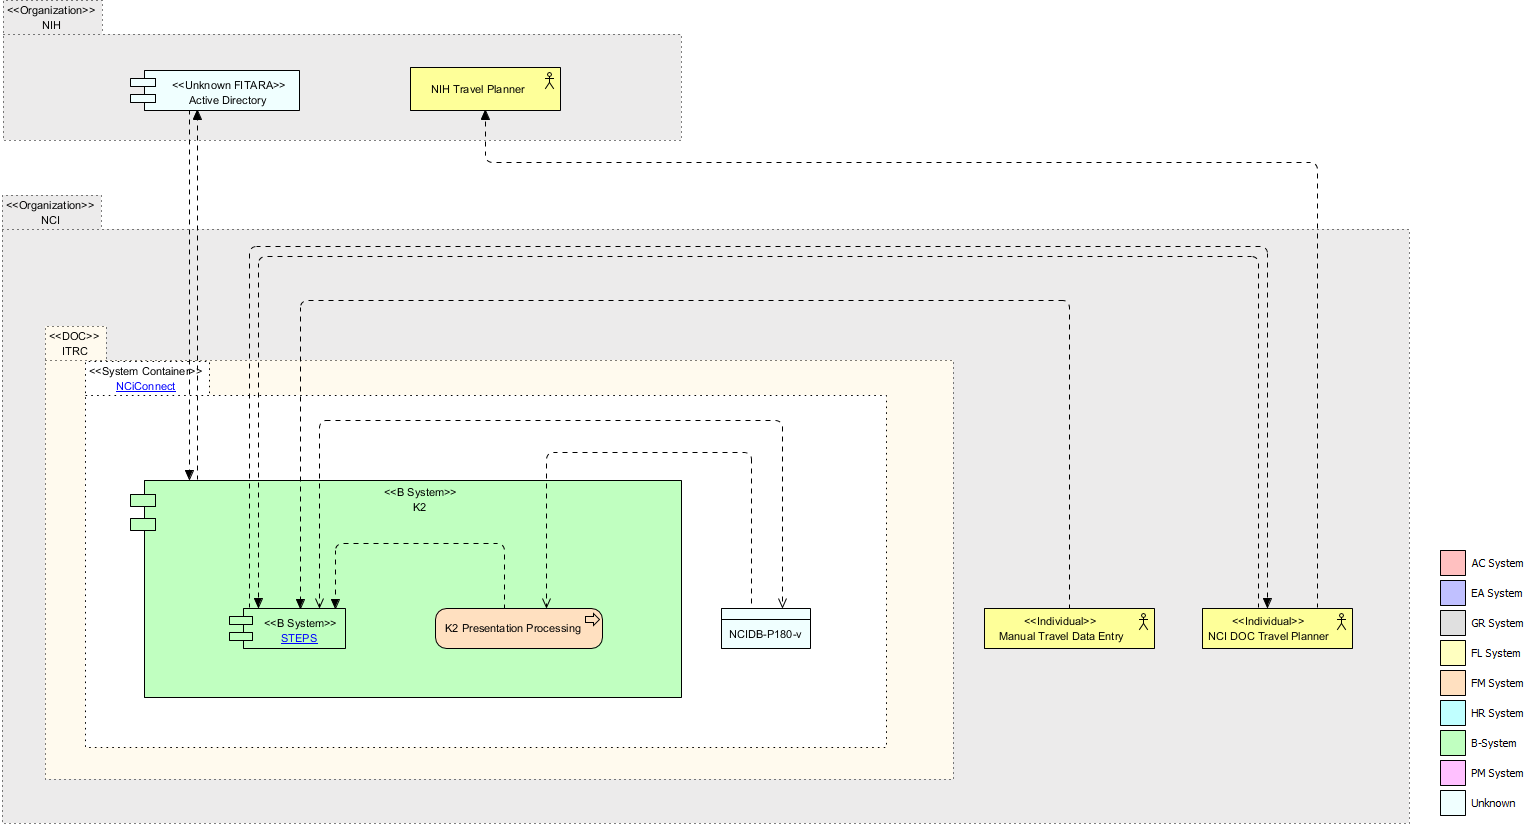 <<Organization>>
NIH
<<Unknown FITARA>>
Active Directory
NIH Travel Planner
<<Organization>>
NCI
<<DOC>>
ITRC
<<System Container>>
NCiConnect
<<B System>>
K2
<<B System>>
STEPS
K2 Presentation Processing
NCIDB-P180-v
<<Individual>>
Manual Travel Data Entry
<<Individual>>
NCI DOC Travel Planner
AC System
EA System
GR System
FL System
FM System
HR System
B-System
PM System
Unknown